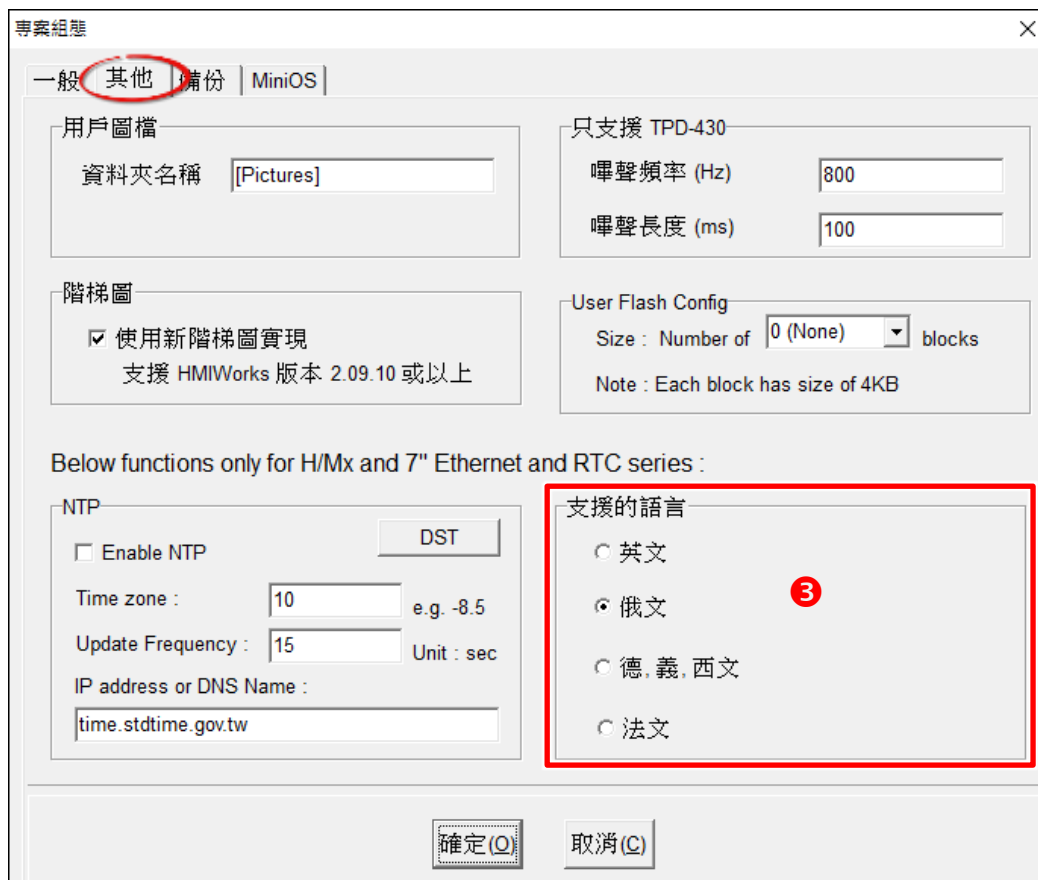 專案組態
一般 其他 備份 MiniOS
用戶圖檔
資料夾名稱 [Pictures]
只支援 TPD-430
嗶聲頻率 (Hz) 800
嗶聲長度 (ms) 100
階梯圖
使用新階梯圖實現
支援 HMIWorks 版本 2.09.10 或以上
User Flash Config
Size : Number of 0 (None) blocks
Note : Each block has size of 4KB
Below functions only for H/Mx and 7" Ethernet and RTC series :
NTP
Enable NTP DST
Time zone : 10 e.g. -8.5
Update Frequency : 15 Unit : sec
IP address or DNS Name :
time.stdtime.gov.tw
支援的語言
英文
俄文
❸
德, 義, 西文
法文
確定(O) 取消(C)